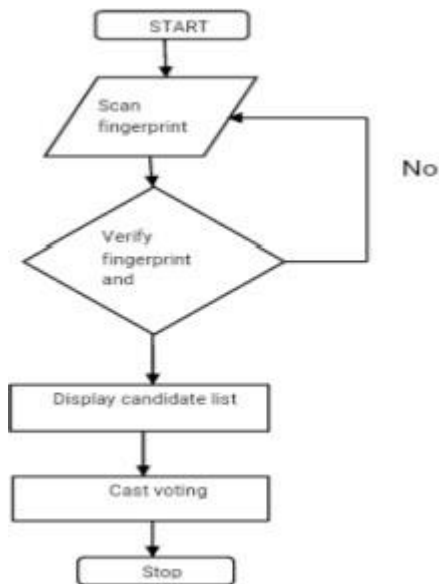 START
Scan
fingerprint
No
Verify
fingerprint
and
Display candidate list
Cast voting
Stop